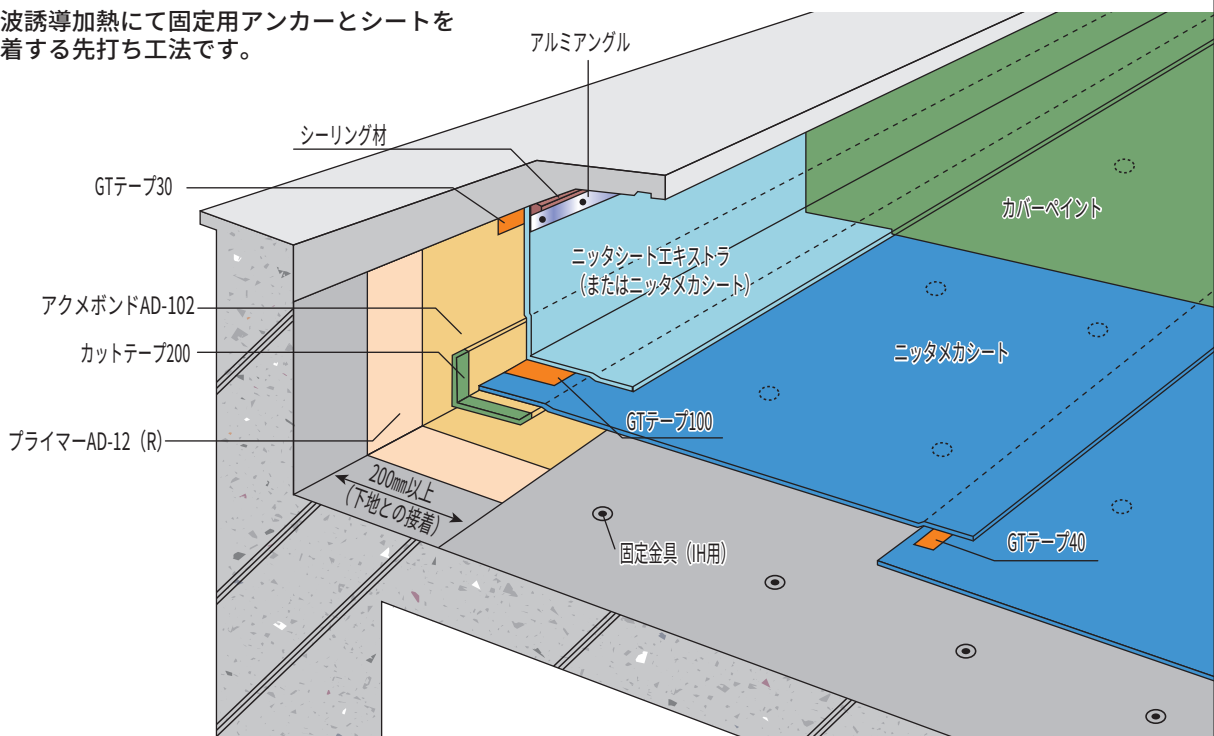 波誘導加熱にて固定用アンカーとシートを
着する先打ち工法です。
アルミアングル
シーリング材
GTテープ30
カバーペイント
ニッタシートエキストラ
（またはニッタメカシート）
アクメボンドAD-102
カットテープ200
ニッタメカシート
GTテープ100
プライマーAD-12（R）
200㎜以上
（下地との接着）
GTテープ40
固定金具（IH用）